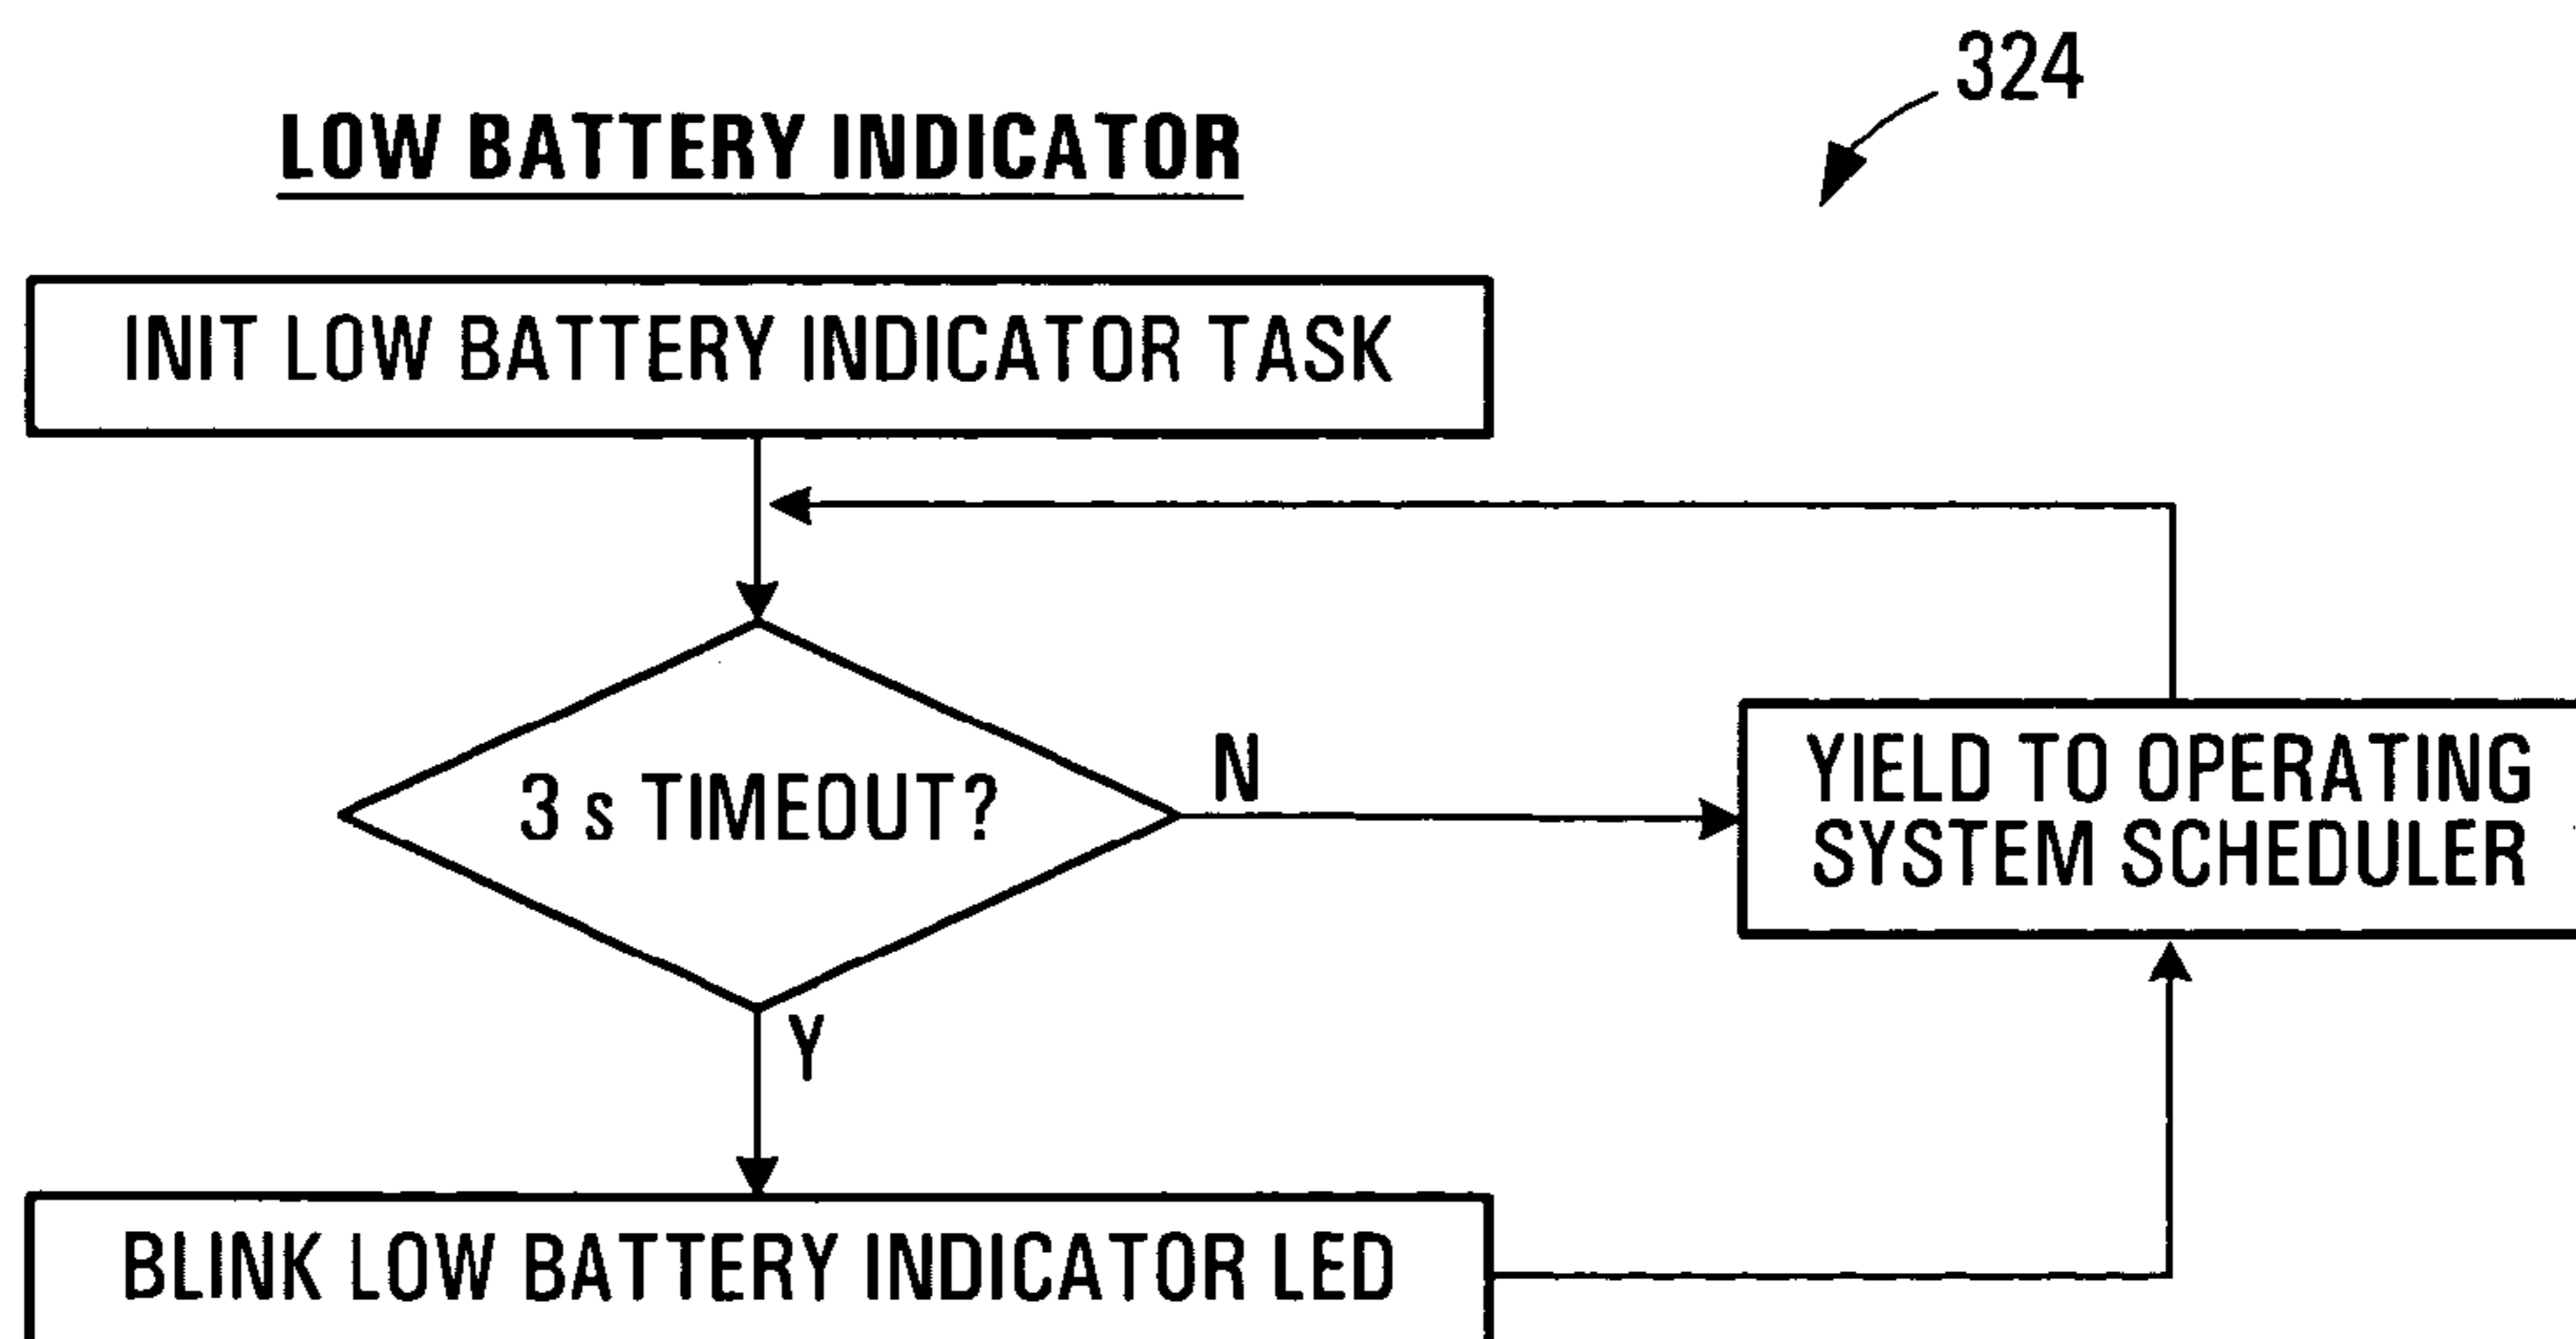 324
LOW BATTERY INDICATOR
INIT LOW BATTERY INDICATOR TASK
3 s TIMEOUT?
N
YIELD TO OPERATING
SYSTEM SCHEDULER
Y
BLINK LOW BATTERY INDICATOR LED